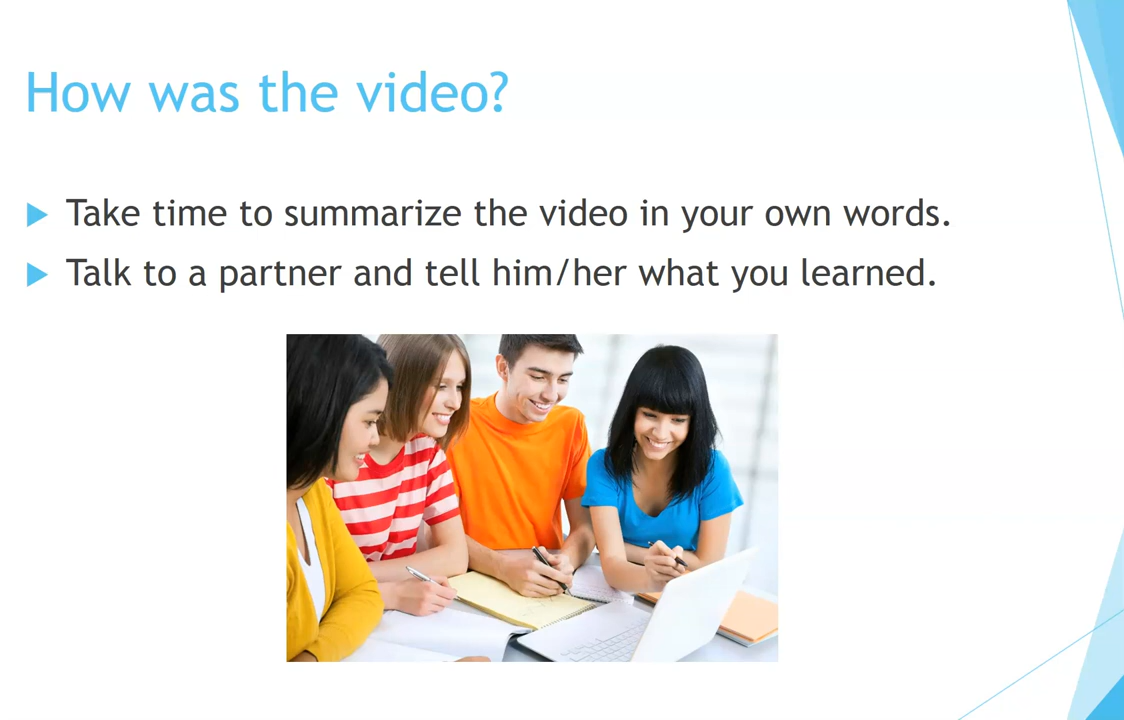 How was the video?
Take time to summarize the video in your own words.
Talk to a partner and tell him/her what you learned.